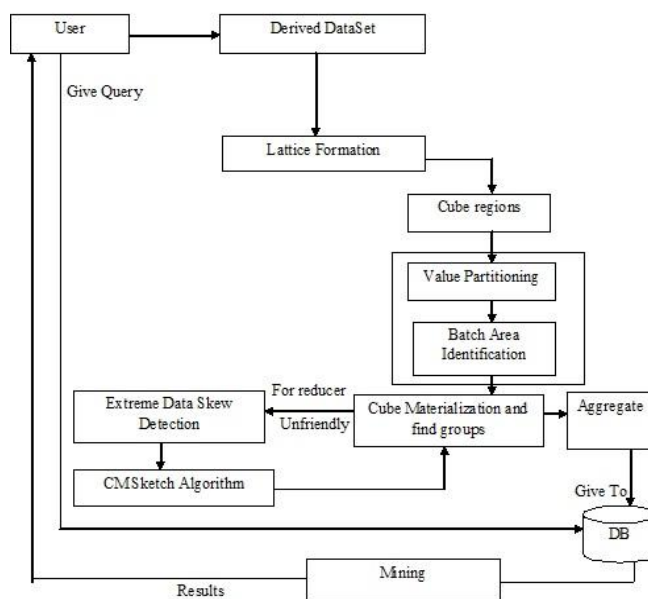 User
Derived DataSet
Give Query
Lattice Formation
Cube regions
Value Partitioning
Batch Area
Identification
For reducer
Unfriendly
Extreme Data Skew
Detection
Cube Materialization and
find groups
Aggregate
CMSketch Algorithm
Give To
DB
Mining
Results